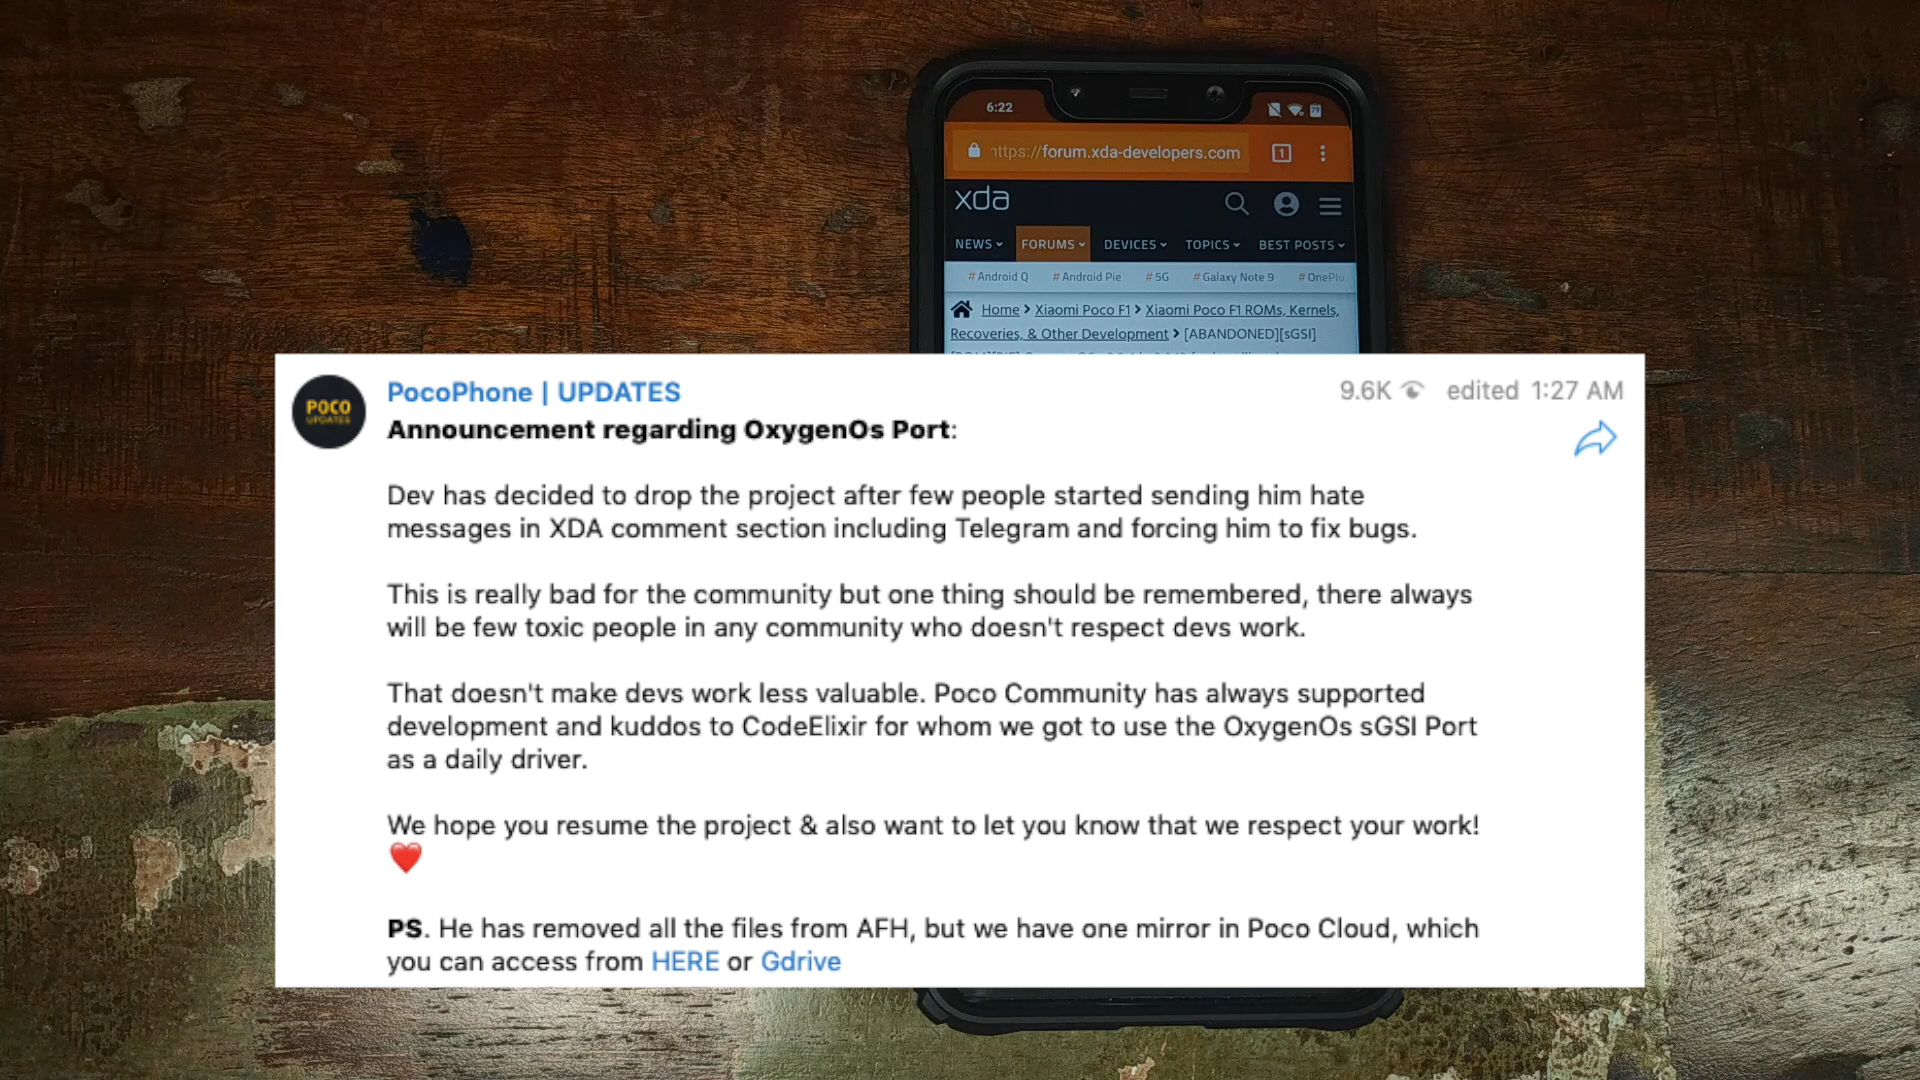 6:22
https://forum.xda-developers.com
1
xda
NEWS
FORUMS
DEVICES
TOPICS
BEST POSTS
# Android Q
# Android Pie
# 5G
# Galaxy Note 9
# OnePlu
Home > Xiaomi Poco F1 > Xiaomi Poco F1 ROMs, Kernels,
Recoveries, & Other Development > [ABANDONED][sGSI]
POCO
UPDATES
PocoPhone | UPDATES
9.6K edited 1:27 AM
Announcement regarding OxygenOs Port:
Dev has decided to drop the project after few people started sending him hate
messages in XDA comment section including Telegram and forcing him to fix bugs.
This is really bad for the community but one thing should be remembered, there always
will be few toxic people in any community who doesn't respect devs work.
That doesn't make devs work less valuable. Poco Community has always supported
development and kuddos to CodeElixir for whom we got to use the OxygenOs sGSI Port
as a daily driver.
We hope you resume the project & also want to let you know that we respect your work!
❤️
PS. He has removed all the files from AFH, but we have one mirror in Poco Cloud, which
you can access from HERE or Gdrive